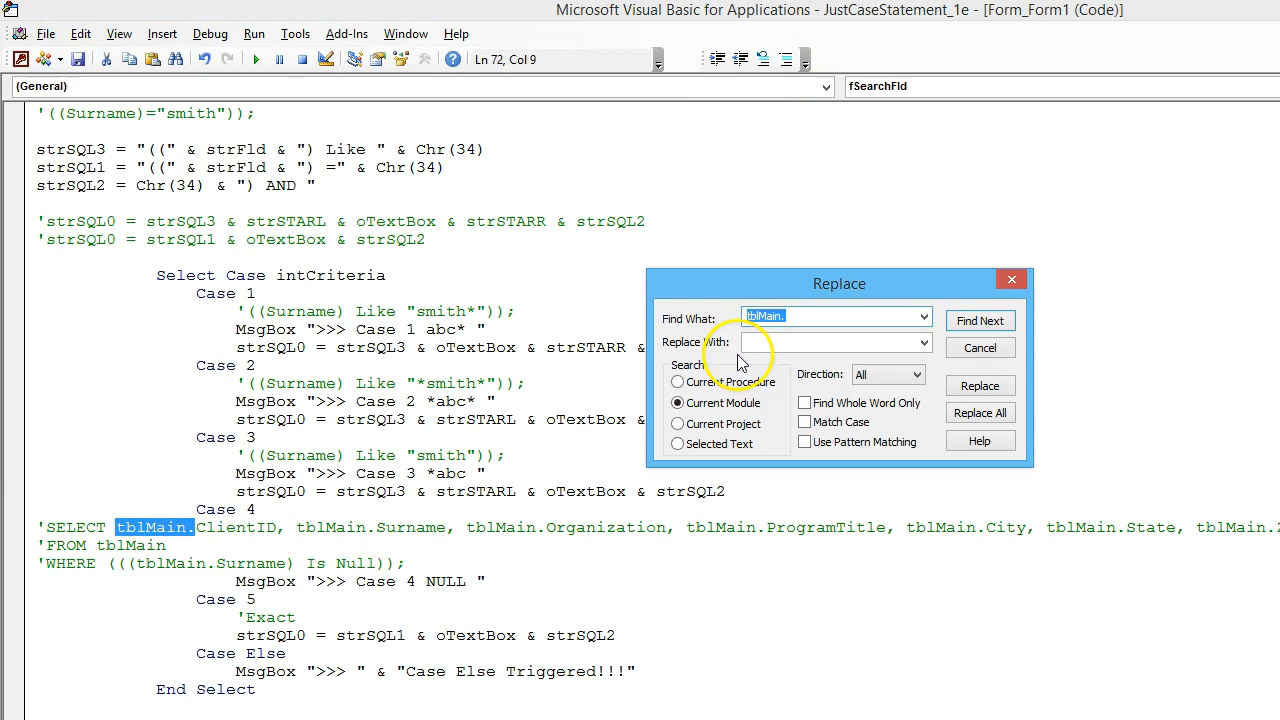 Microsoft Visual Basic for Applications - JustCaseStatement_1e - [Form_Form1 (Code)]
File Edit View Insert Debug Run Tools Add-Ins Window Help
Ln 72, Col 9
(General) fSearchFld
'((Surname)="smith"));
strSQL3 = "((" & strFld & ") Like " & Chr(34)
strSQL1 = "((" & strFld & ") =" & Chr(34)
strSQL2 = Chr(34) & ") AND "
'strSQL0 = strSQL3 & strSTARL & oTextBox & strSTARR & strSQL2
'strSQL0 = strSQL1 & oTextBox & strSQL2
Select Case intCriteria
Case 1
'((Surname) Like "smith*"));
MsgBox ">>> Case 1 abc* "
strSQL0 = strSQL3 & oTextBox & strSTARR &
Case 2
'((Surname) Like "*smith*"));
MsgBox ">>> Case 2 *abc* "
strSQL0 = strSQL3 & strSTARL & oTextBox &
Case 3
'((Surname) Like "smith"));
MsgBox ">>> Case 3 *abc "
strSQL0 = strSQL3 & strSTARL & oTextBox & strSQL2
Case 4
'SELECT tblMain.ClientID, tblMain.Surname, tblMain.Organization, tblMain.ProgramTitle, tblMain.City, tblMain.State, tblMain.
'FROM tblMain
'WHERE (((tblMain.Surname) Is Null));
MsgBox ">>> Case 4 NULL "
Case 5
'Exact
strSQL0 = strSQL1 & oTextBox & strSQL2
Case Else
MsgBox ">>> " & "Case Else Triggered!!!"
End Select
Replace
Find What: tblMain. Find Next
Replace With: Cancel
Search Direction: All
Current Procedure Replace
Current Module Find Whole Word Only
Current Project Match Case Replace All
Selected Text Use Pattern Matching Help